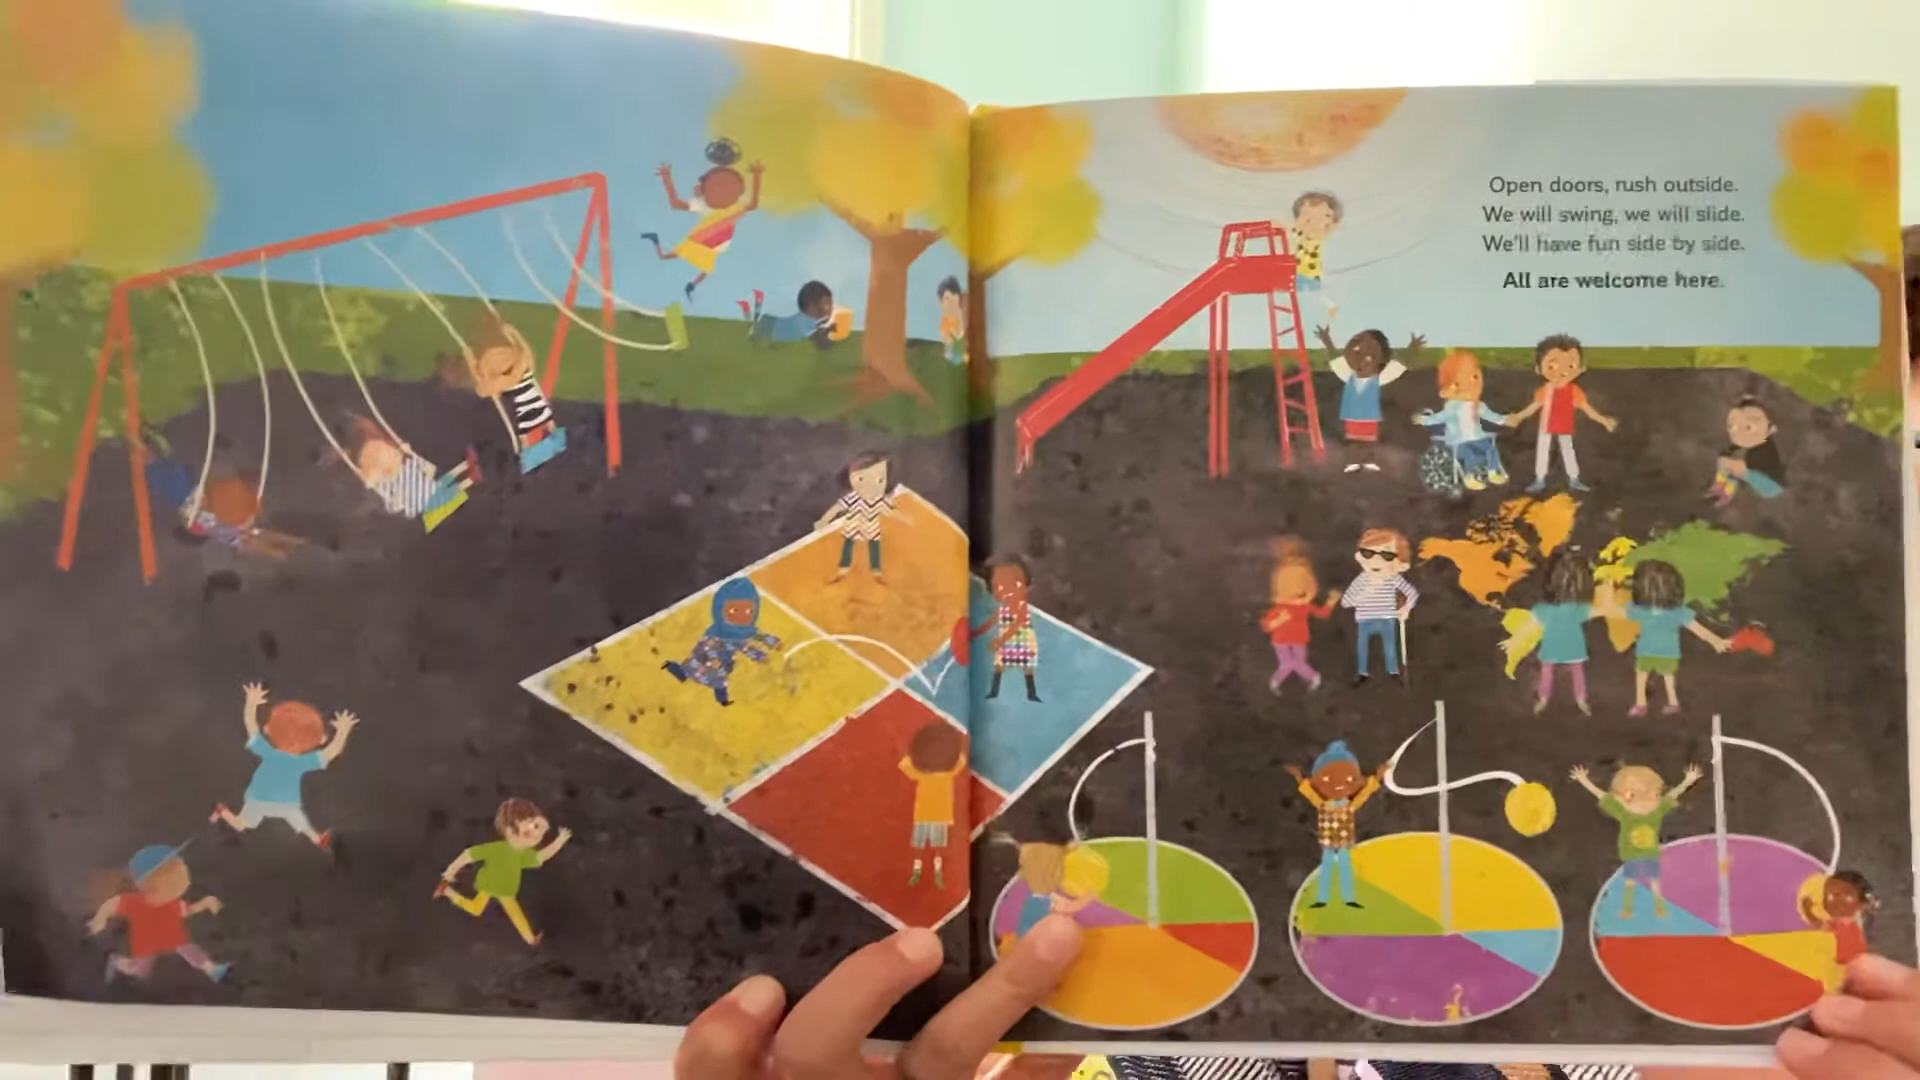 Open doors, rush outside.
We will swing, we will slide.
We'll have fun side by side.
All are welcome here.